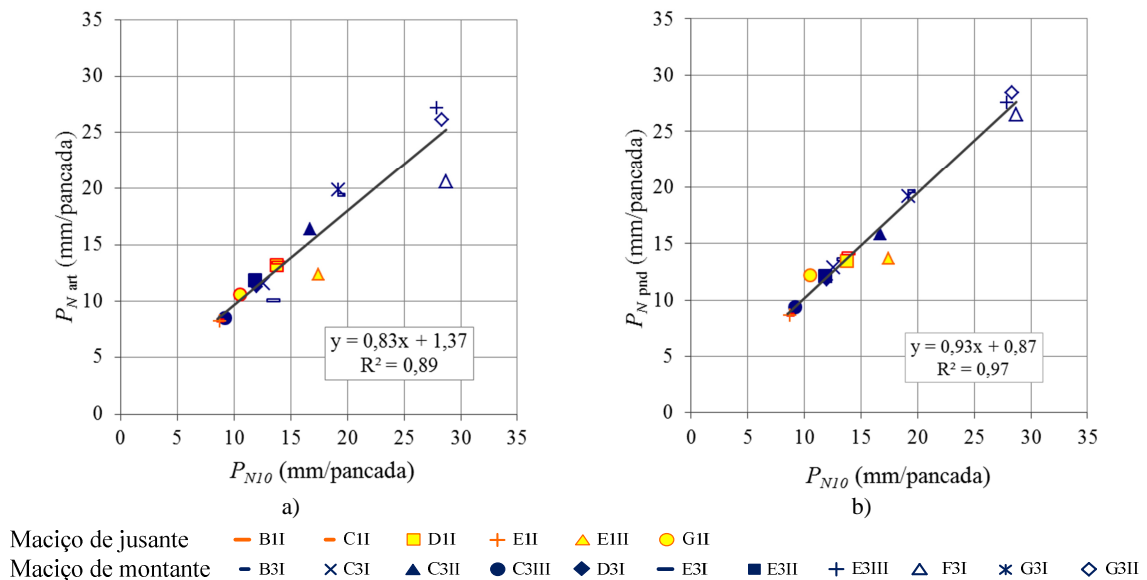 35
30
25
20
15
10
5
0
0 5 10 15 20 25 30 35
P_N art (mm/pancada)
P_N10 (mm/pancada)
y = 0,83x + 1,37
R² = 0,89
a)
35
30
25
20
15
10
5
0
0 5 10 15 20 25 30 35
P_N pnd (mm/pancada)
P_N10 (mm/pancada)
y = 0,93x + 0,87
R² = 0,97
b)
Maciço de jusante B1I C1I D1I E1I E1II G1I
Maciço de montante B3I C3I C3II C3III D3I E3I E3II E3III F3I G3I G3II